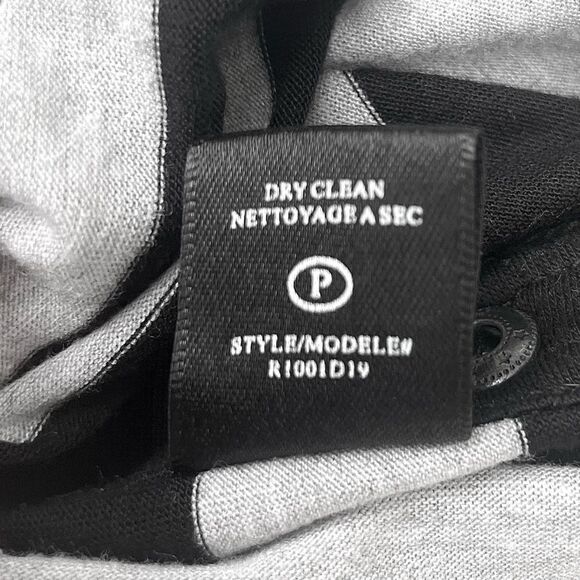 DRY CLEAN
NETTOYAGE A SEC
P
STYLE/MODELE#
R1001D19